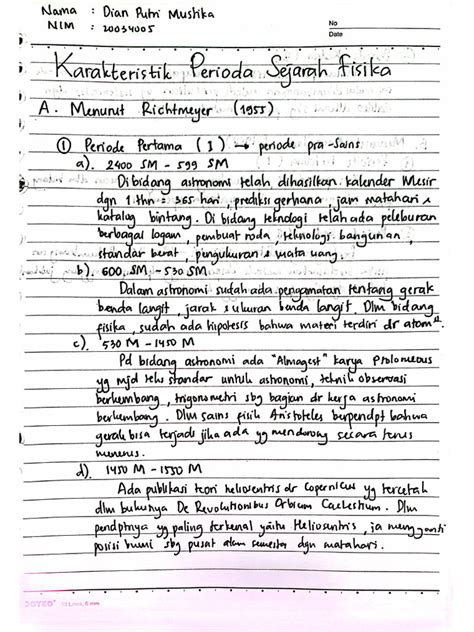 Nama : Dian Putri Mustika
NIM : 20034005
No
Date
Karakteristik Perioda Sejarah Fisika
A. Menurut Richtmeyer (1955)
① Periode Pertama (I) → periode pra-Sains
a). 2400 SM - 599 SM
Di bidang astronomi telah dihasilkan kalender Mesir
dgn 1 thn = 365 hari, prediksi gerhana, jam matahari &
katalog bintang. Di bidang teknologi telah ada peleburan
berbagai logam, pembuat roda, teknologi bangunan,
standar berat, pengukuran & mata uang.
b). 600 SM - 530 SM
Dalam astronomi sudah ada pengamatan tentang gerak
benda langit, jarak & ukuran benda langit. Dlm bidang
fisika, sudah ada hipotesis bahwa materi terdiri dr atom².
c). 530 M - 1450 M
Pd bidang astronomi ada "Almagest" karya Ptolomeous
yg mjd teks standar untuk astronomi, teknik observasi
berkembang, trigonometri sbg bagian dr kerja astronomi
berkembang. Dlm sains fisik Aristoteles berpendpt bahwa
gerak bisa terjadi jika ada yg mendorong secara terus
menerus.
d). 1450 M - 1550 M
Ada publikasi teori heliosentris dr Copernicus yg tercetak
dlm bukunya De Revolutionibus Orbium Caelestium. Dlm
pendptnya yg paling terkenal yaitu Heliosentris, ia mengganti
posisi bumi sbg pusat alam semesta dgn matahari.